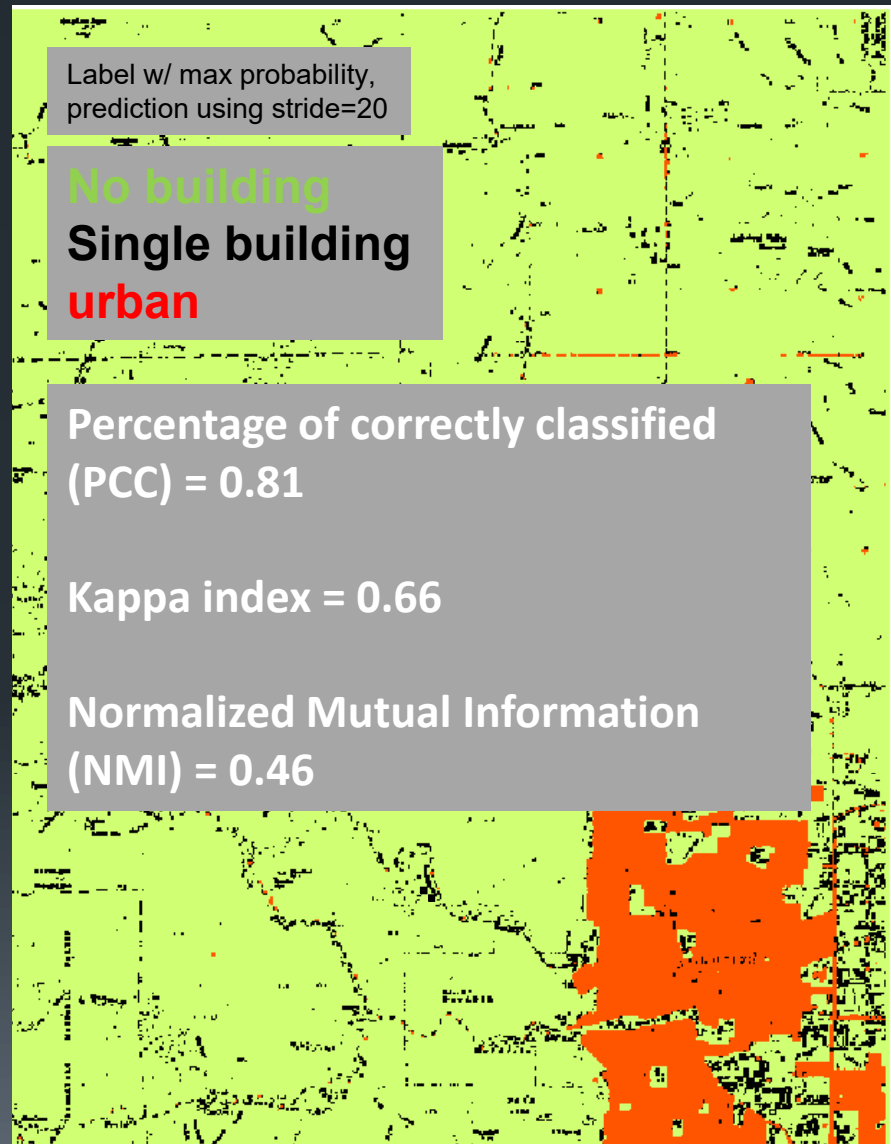 Label w/ max probability,
prediction using stride=20
No building
Single building
urban
Percentage of correctly classified
(PCC) = 0.81
Kappa index = 0.66
Normalized Mutual Information
(NMI) = 0.46